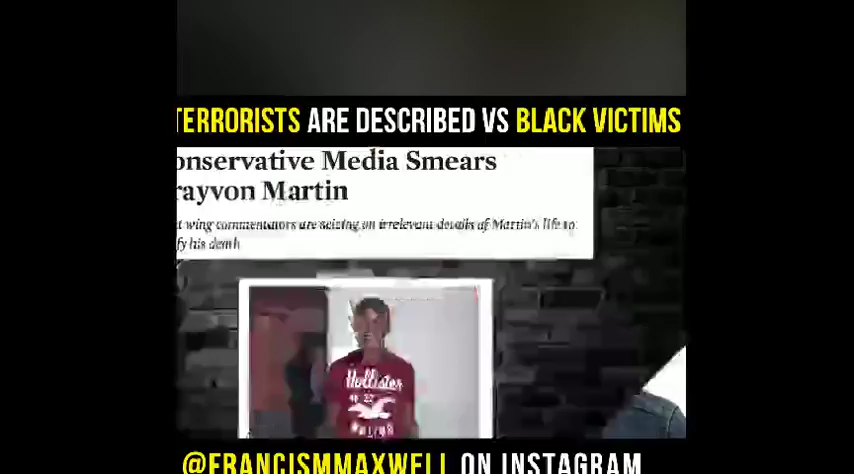 TERRORISTS ARE DESCRIBED VS BLACK VICTIMS
onservative Media Smears
rayvon Martin
t wing commentators are seizing on irrelevant details of Martin's life to
fy his death
Hollister
@FRANCISMMAXWELL ON INSTAGRAM